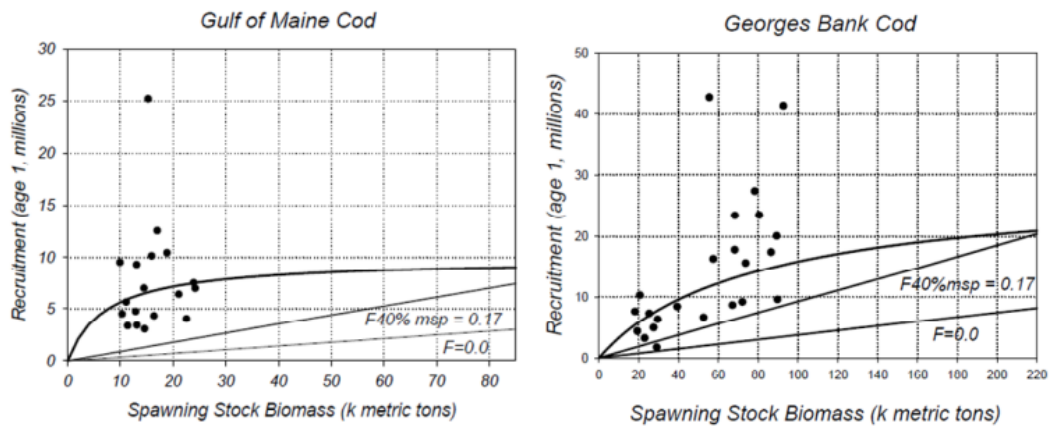 Gulf of Maine Cod
30
25
20
15
10
5
0
Recruitment (age 1, millions)
F40% msp = 0.17
F=0.0
0 10 20 30 40 50 60 70 80
Spawning Stock Biomass (k metric tons)
Georges Bank Cod
50
40
30
20
10
0
Recruitment (age 1, millions)
F40%msp = 0.17
F=0.0
0 20 40 60 80 100 120 140 160 180 200 220
Spawning Stock Biomass (k metric tons)